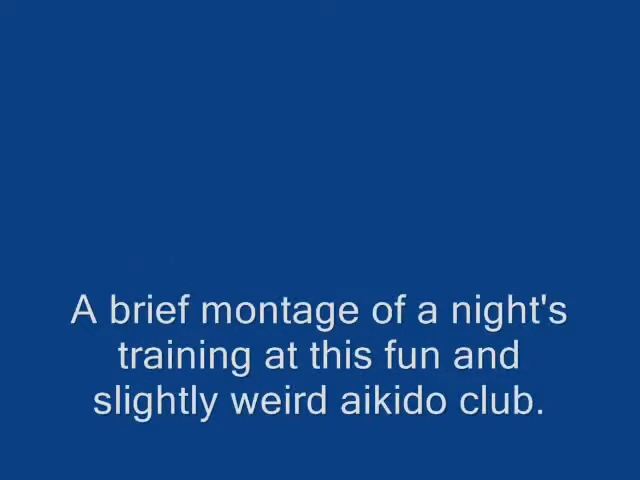 A brief montage of a night's
training at this fun and
slightly weird aikido club.